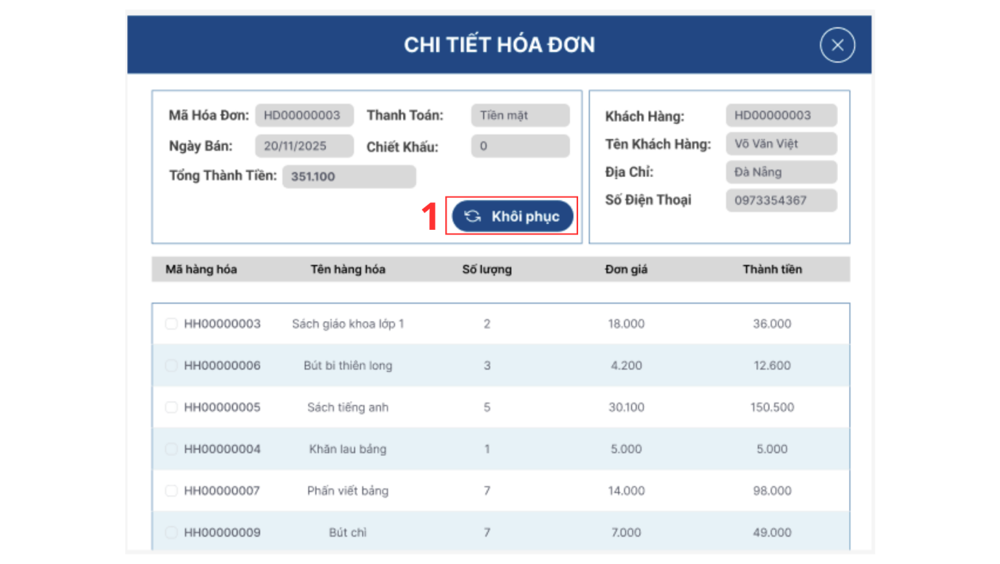 CHI TIẾT HÓA ĐƠN
Mã Hóa Đơn: HD00000003 Thanh Toán: Tiền mặt
Ngày Bán: 20/11/2025 Chiết Khấu: 0
Tổng Thành Tiền: 351.100
1 Khôi phục
Khách Hàng: HD00000003
Tên Khách Hàng: Võ Văn Việt
Địa Chỉ: Đà Nẵng
Số Điện Thoại 0973354367
Mã hàng hóa Tên hàng hóa Số lượng Đơn giá Thành tiền
HH00000003 Sách giáo khoa lớp 1 2 18.000 36.000
HH00000006 Bút bi thiên long 3 4.200 12.600
HH00000005 Sách tiếng anh 5 30.100 150.500
HH00000004 Khăn lau bảng 1 5.000 5.000
HH00000007 Phấn viết bảng 7 14.000 98.000
HH00000009 Bút chì 7 7.000 49.000